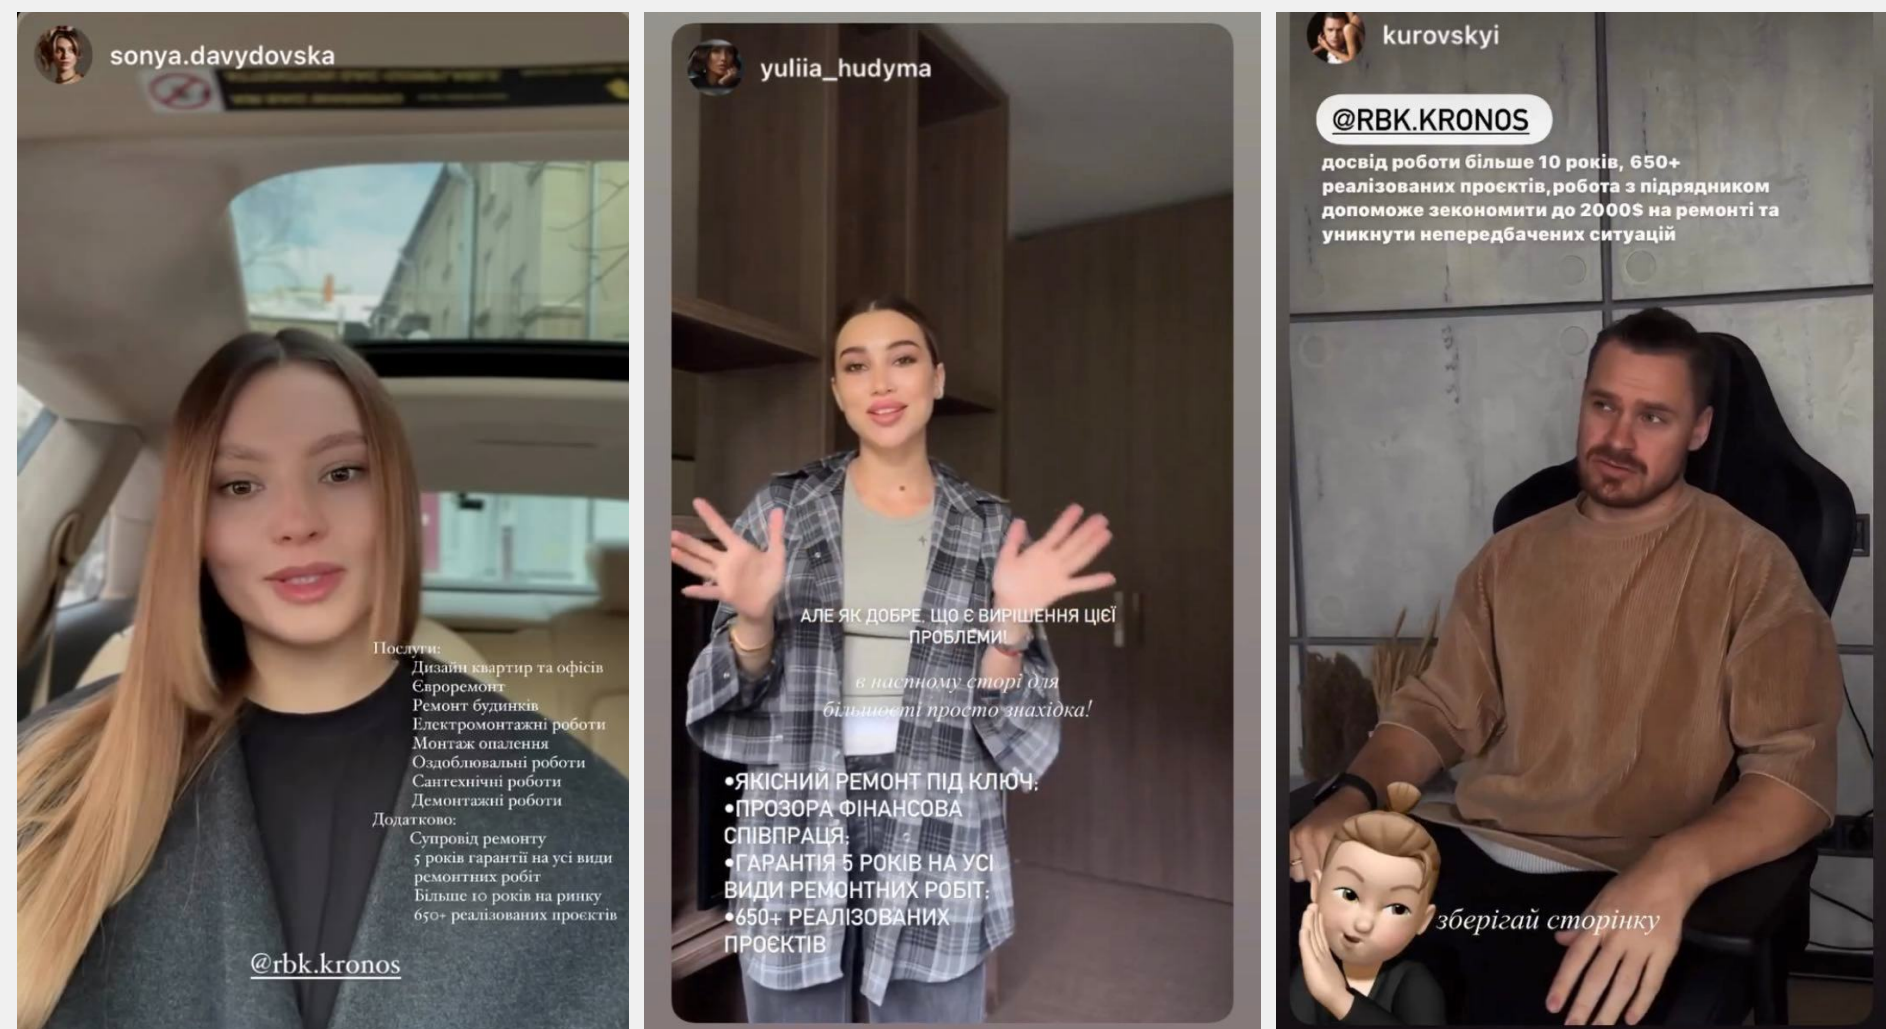 sonya.davydovska
Послуги:
Дизайн квартир та офісів
Євроремонт
Ремонт будинків
Електромонтажні роботи
Монтаж опалення
Оздоблювальні роботи
Сантехнічні роботи
Демонтажні роботи
Додатково:
Супровід ремонту
5 років гарантії на усі види
ремонтних робіт
Більше 10 років на ринку
650+ реалізованих проєктів
@rbk.kronos
yuliia_hudyma
АЛЕ ЯК ДОБРЕ, ЩО Є ВИРІШЕННЯ ЦІЄЇ
ПРОБЛЕМИ!
в наспному сторі для
більшості просто знахідка!
•ЯКІСНИЙ РЕМОНТ ПІД КЛЮЧ;
•ПРОЗОРА ФІНАНСОВА
СПІВПРАЦЯ;
•ГАРАНТІЯ 5 РОКІВ НА УСІ
ВИДИ РЕМОНТНИХ РОБІТ;
•650+ РЕАЛІЗОВАНИХ
ПРОЄКТІВ
kurovskyi
@RBK.KRONOS
досвід роботи більше 10 років, 650+
реалізованих проєктів,робота з підрядником
допоможе зекономити до 2000$ на ремонті та
уникнути непередбачених ситуацій
зберігай сторінку